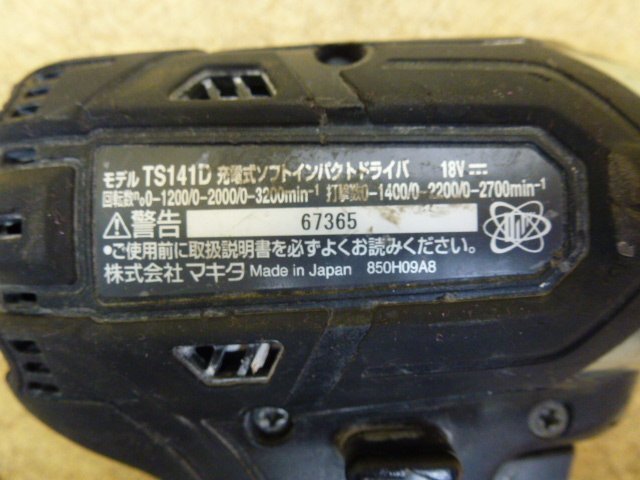 モデル TS141D 充電式ソフトインパクトドライバ 18V⎓
回転数n₀0-1200/0-2000/0-3200min⁻¹ 打撃数0-1400/0-2200/0-2700min⁻¹
⚠警告 67365
●ご使用前に取扱説明書を必ずよくお読みください。
株式会社 マキタ Made in Japan 850H09A8